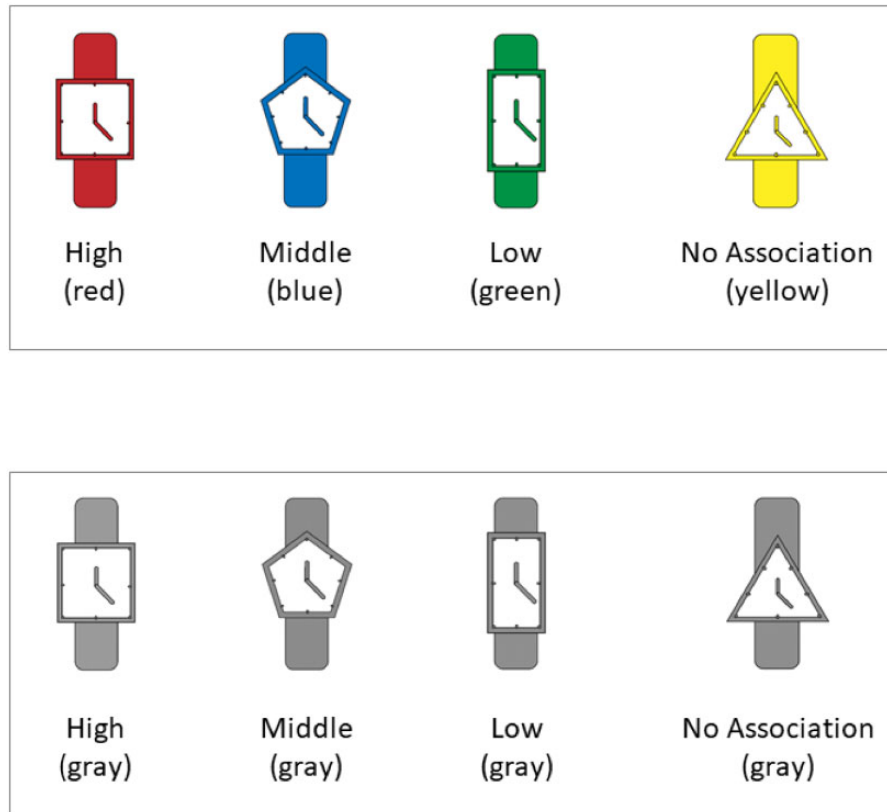 High Middle Low No Association
(red) (blue) (green) (yellow)
High Middle Low No Association
(gray) (gray) (gray) (gray)